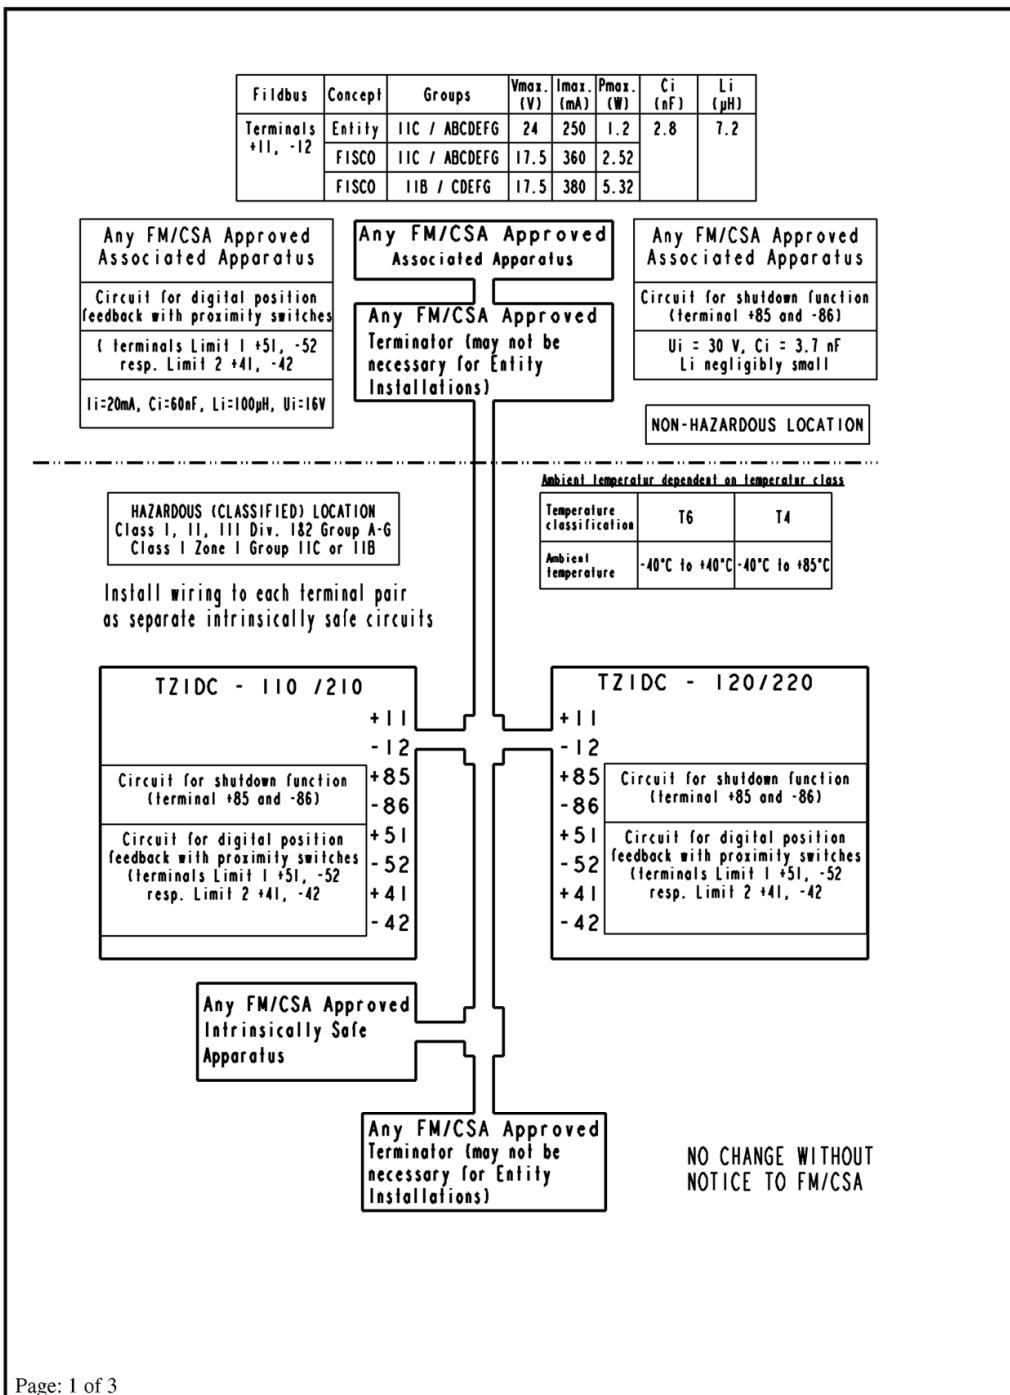 Fildbus Concept Groups Vmax. (V) Imax. (mA) Pmax. (W) Ci (nF) Li (µH)
Terminals +11, -12 Entity IIC / ABCDEFG 24 250 1.2 2.8 7.2
FISCO IIC / ABCDEFG 17.5 360 2.52
FISCO IIB / CDEFG 17.5 380 5.32
Any FM/CSA Approved
Associated Apparatus
Circuit for digital position
feedback with proximity switches
( terminals Limit 1 +51, -52
resp. Limit 2 +41, -42
Ii=20mA, Ci=60nF, Li=100µH, Ui=16V
Any FM/CSA Approved
Associated Apparatus
Any FM/CSA Approved
Terminator (may not be
necessary for Entity
Installations)
Any FM/CSA Approved
Associated Apparatus
Circuit for shutdown function
(terminal +85 and -86)
Ui = 30 V, Ci = 3.7 nF
Li negligibly small
NON-HAZARDOUS LOCATION
HAZARDOUS (CLASSIFIED) LOCATION
Class I, II, III Div. 1&2 Group A-G
Class I Zone 1 Group IIC or IIB
Install wiring to each terminal pair
as separate intrinsically safe circuits
Ambient temperatur dependent on temperatur class
Temperature classification T6 T4
Ambient temperature -40°C to +40°C -40°C to +85°C
TZIDC - 110 /210
+11
-12
+85
-86
+51
-52
+41
-42
Circuit for shutdown function
(terminal +85 and -86)
Circuit for digital position
feedback with proximity switches
(terminals Limit 1 +51, -52
resp. Limit 2 +41, -42
TZIDC - 120/220
+11
-12
+85
-86
+51
-52
+41
-42
Circuit for shutdown function
(terminal +85 and -86)
Circuit for digital position
feedback with proximity switches
(terminals Limit 1 +51, -52
resp. Limit 2 +41, -42
Any FM/CSA Approved
Intrinsically Safe
Apparatus
Any FM/CSA Approved
Terminator (may not be
necessary for Entity
Installations)
NO CHANGE WITHOUT
NOTICE TO FM/CSA
Page: 1 of 3